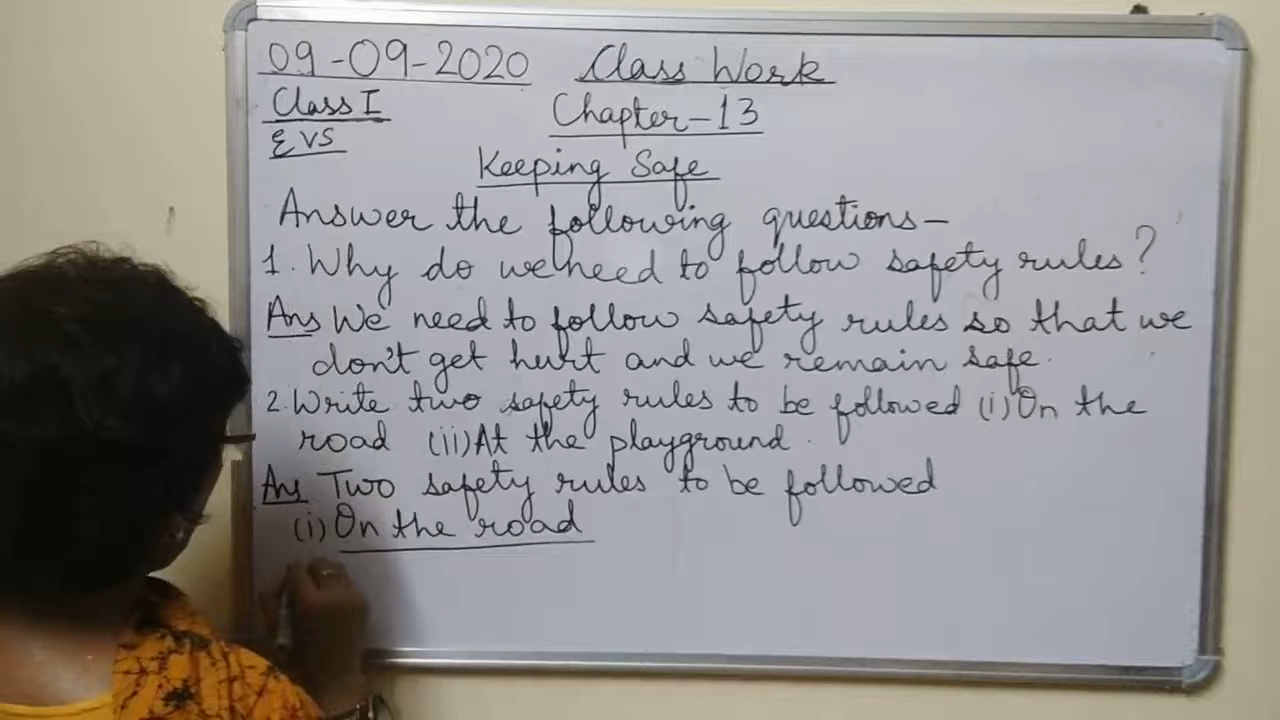 09-09-2020 Class Work
Class I Chapter-13
EVS
Keeping Safe
Answer the following questions-
1. Why do we need to follow safety rules?
Ans We need to follow safety rules so that we
don't get hurt and we remain safe.
2. Write two safety rules to be followed (i) On the
road (ii) At the playground.
Ans Two safety rules to be followed
(i) On the road